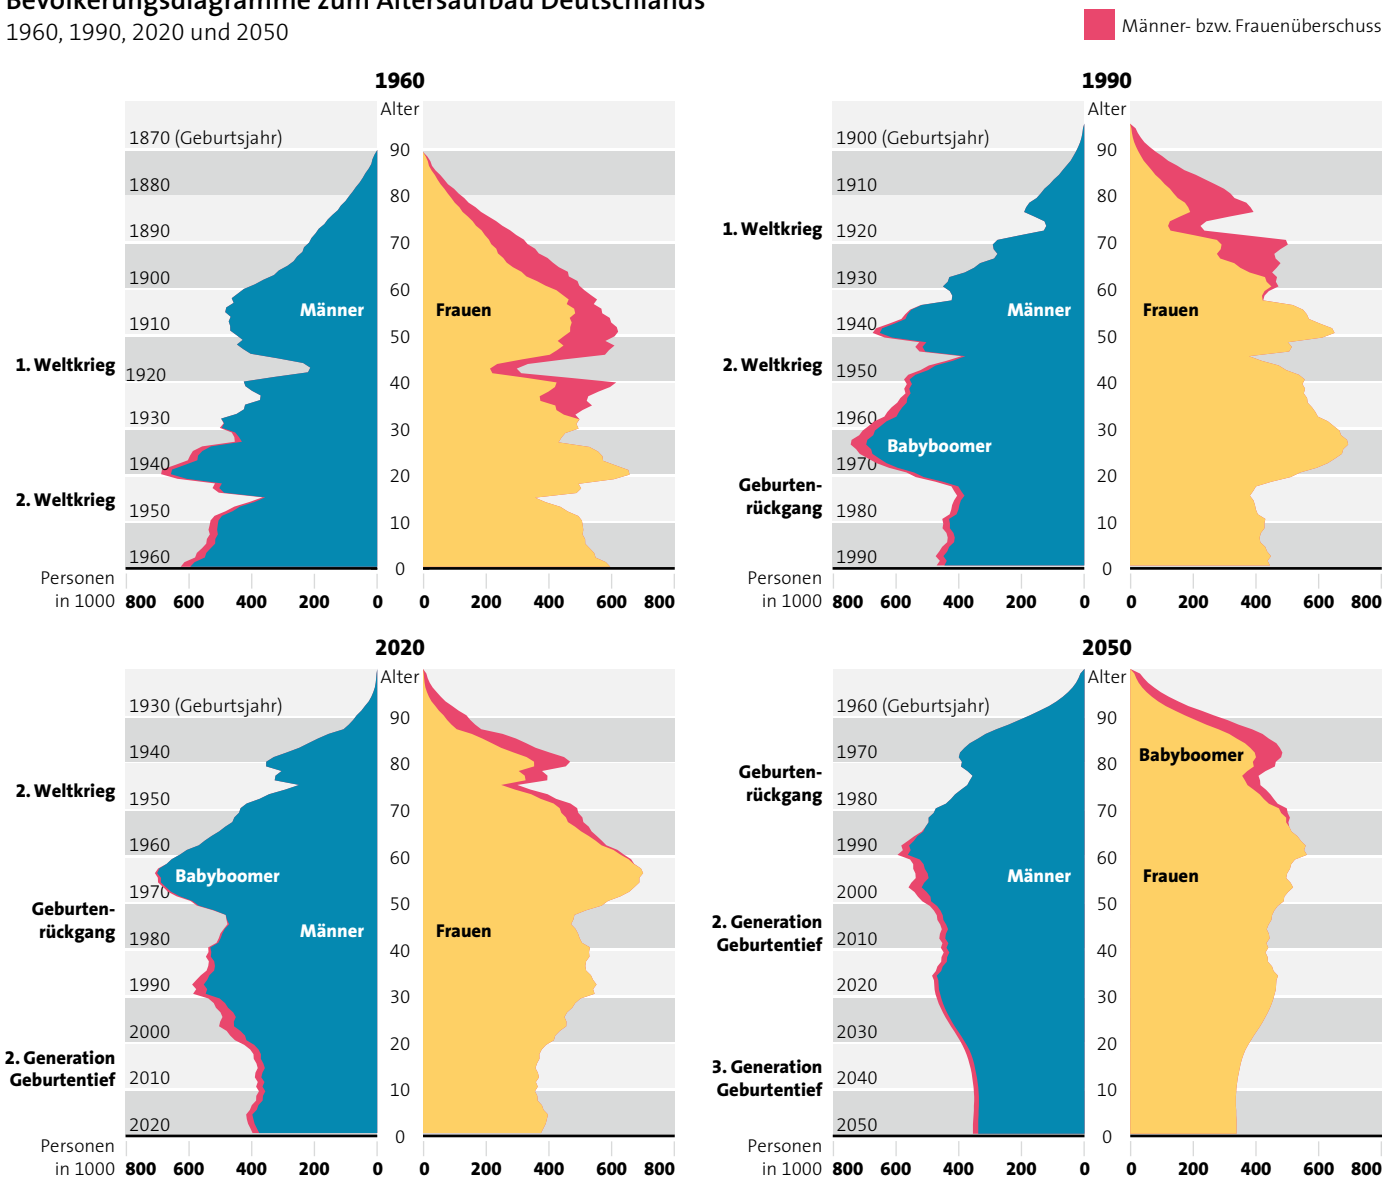 Bevölkerungsdiagramme zum Altersaufbau Deutschlands
1960, 1990, 2020 und 2050
Männer- bzw. Frauenüberschuss
1960
Alter
1870 (Geburtsjahr)
90
1880
80
1890
70
1900
60
Männer
Frauen
1910
50
1. Weltkrieg
1920
40
1930
30
1940
20
2. Weltkrieg
1950
10
1960
0
Personen
in 1000
800 600 400 200 0
0 200 400 600 800
1990
Alter
1900 (Geburtsjahr)
90
1910
80
1. Weltkrieg
1920
70
1930
60
Männer
Frauen
1940
50
2. Weltkrieg
1950
40
1960
30
Babyboomer
1970
20
Geburten-
rückgang
1980
10
1990
0
Personen
in 1000
800 600 400 200 0
0 200 400 600 800
2020
Alter
1930 (Geburtsjahr)
90
1940
80
2. Weltkrieg
1950
70
1960
60
Babyboomer
1970
50
Geburten-
rückgang
Männer
Frauen
1980
40
1990
30
2000
20
2. Generation
Geburtentief
2010
10
2020
0
Personen
in 1000
800 600 400 200 0
0 200 400 600 800
2050
Alter
1960 (Geburtsjahr)
90
1970
Babyboomer
80
Geburten-
rückgang
1980
70
1990
60
Männer
Frauen
2000
50
2. Generation
Geburtentief
2010
40
2020
30
2030
20
3. Generation
Geburtentief
2040
10
2050
0
Personen
in 1000
800 600 400 200 0
0 200 400 600 800